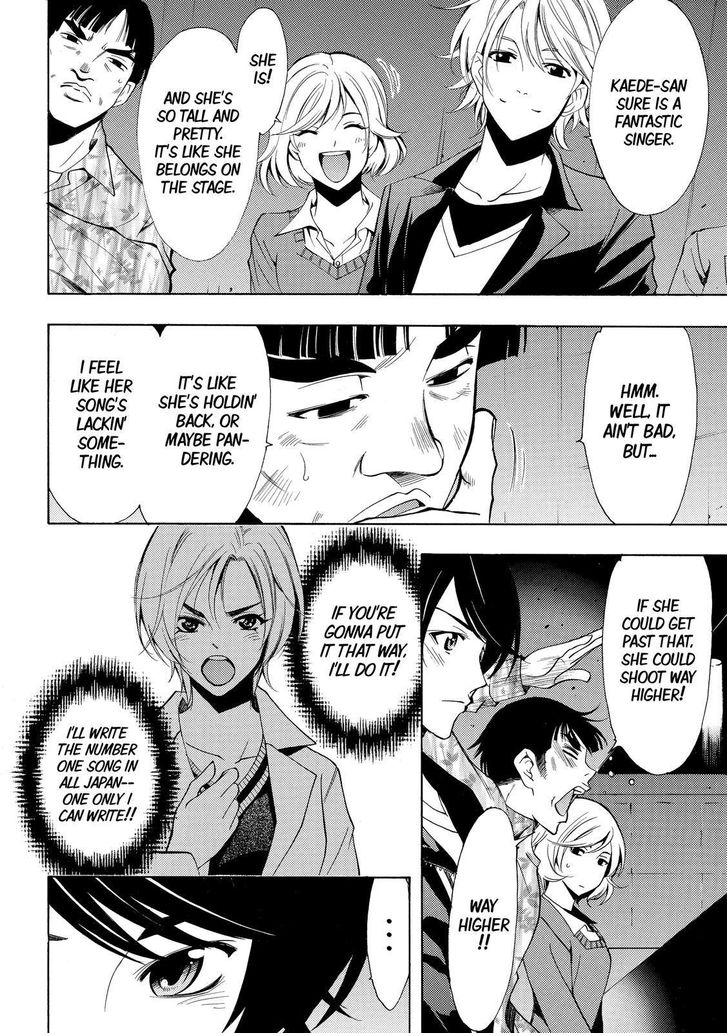 KAEDE-SAN
SURE IS A
FANTASTIC
SINGER.
SHE
IS!
AND SHE'S
SO TALL AND
PRETTY.
IT'S LIKE SHE
BELONGS ON
THE STAGE.
HMM.
WELL, IT
AIN'T BAD,
BUT...
IT'S LIKE
SHE'S HOLDIN'
BACK, OR
MAYBE PAN-
DERING.
I FEEL
LIKE HER
SONG'S
LACKIN'
SOME-
THING.
IF SHE
COULD GET
PAST THAT,
SHE COULD
SHOOT WAY
HIGHER!
WAY
HIGHER
!!
IF YOU'RE
GONNA PUT
IT THAT WAY,
I'LL DO IT!
I'LL WRITE
THE NUMBER
ONE SONG IN
ALL JAPAN--
ONE ONLY I
CAN WRITE!!
...